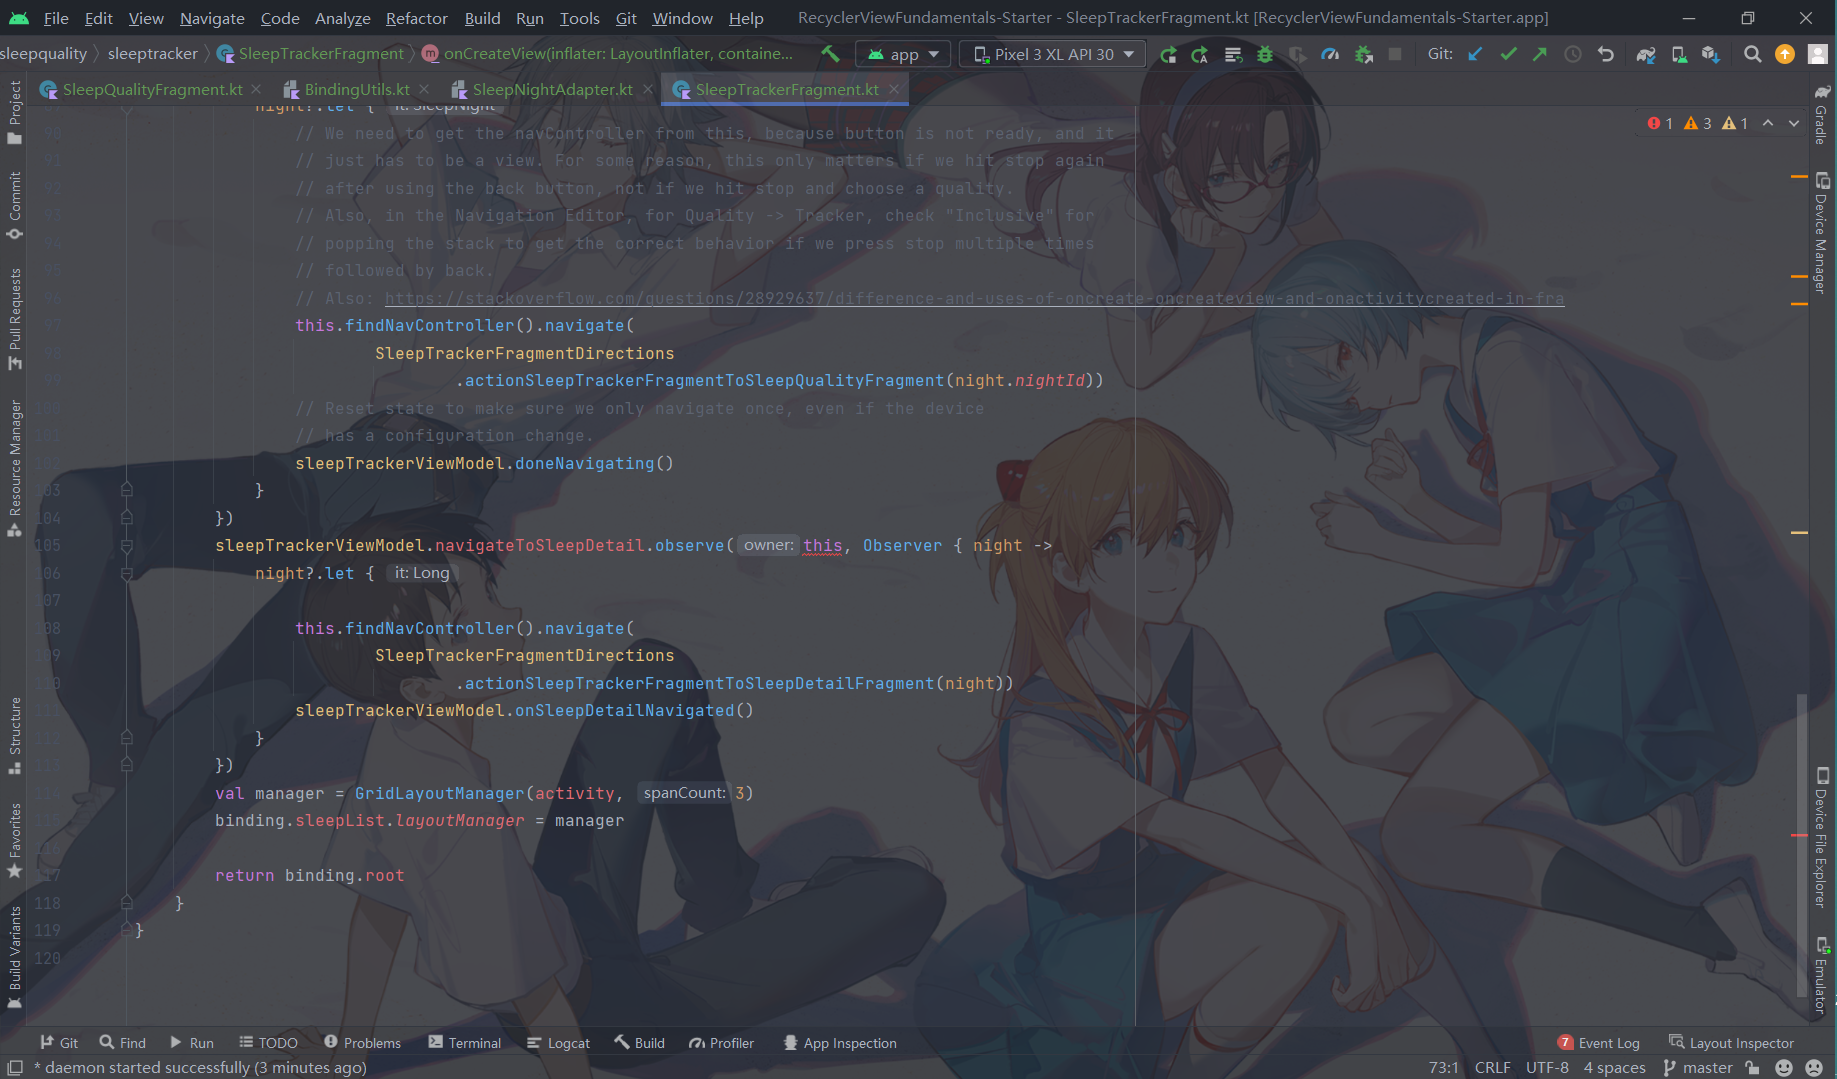 File Edit View Navigate Code Analyze Refactor Build Run Tools Git Window Help RecyclerViewFundamentals-Starter - SleepTrackerFragment.kt [RecyclerViewFundamentals-Starter.app]
sleepquality sleeptracker SleepTrackerFragment onCreateView(inflater: LayoutInflater, containe... app Pixel 3 XL API 30 Git:
SleepQualityFragment.kt BindingUtils.kt SleepNightAdapter.kt SleepTrackerFragment.kt
night?.let { it: SleepNight
1 3 1
90 // We need to get the navController from this, because button is not ready, and it
91 // just has to be a view. For some reason, this only matters if we hit stop again
92 // after using the back button, not if we hit stop and choose a quality.
93 // Also, in the Navigation Editor, for Quality -> Tracker, check "Inclusive" for
94 // popping the stack to get the correct behavior if we press stop multiple times
95 // followed by back.
96 // Also: https://stackoverflow.com/questions/28929637/difference-and-uses-of-oncreate-oncreateview-and-onactivitycreated-in-fra
97 this.findNavController().navigate(
98 SleepTrackerFragmentDirections
99 .actionSleepTrackerFragmentToSleepQualityFragment(night.nightId))
100 // Reset state to make sure we only navigate once, even if the device
101 // has a configuration change.
102 sleepTrackerViewModel.doneNavigating()
103 }
104 })
105 sleepTrackerViewModel.navigateToSleepDetail.observe( owner: this, Observer { night ->
106 night?.let { it: Long
107
108 this.findNavController().navigate(
109 SleepTrackerFragmentDirections
110 .actionSleepTrackerFragmentToSleepDetailFragment(night))
111 sleepTrackerViewModel.onSleepDetailNavigated()
112 }
113 })
114 val manager = GridLayoutManager(activity, spanCount: 3)
115 binding.sleepList.layoutManager = manager
116
117 return binding.root
118 }
119 }
120
Project
Commit
Pull Requests
Resource Manager
Structure
Favorites
Build Variants
Gradle
Device Manager
Device File Explorer
Emulator
Git Find Run TODO Problems Terminal Logcat Build Profiler App Inspection 7 Event Log Layout Inspector
* daemon started successfully (3 minutes ago) 73:1 CRLF UTF-8 4 spaces master